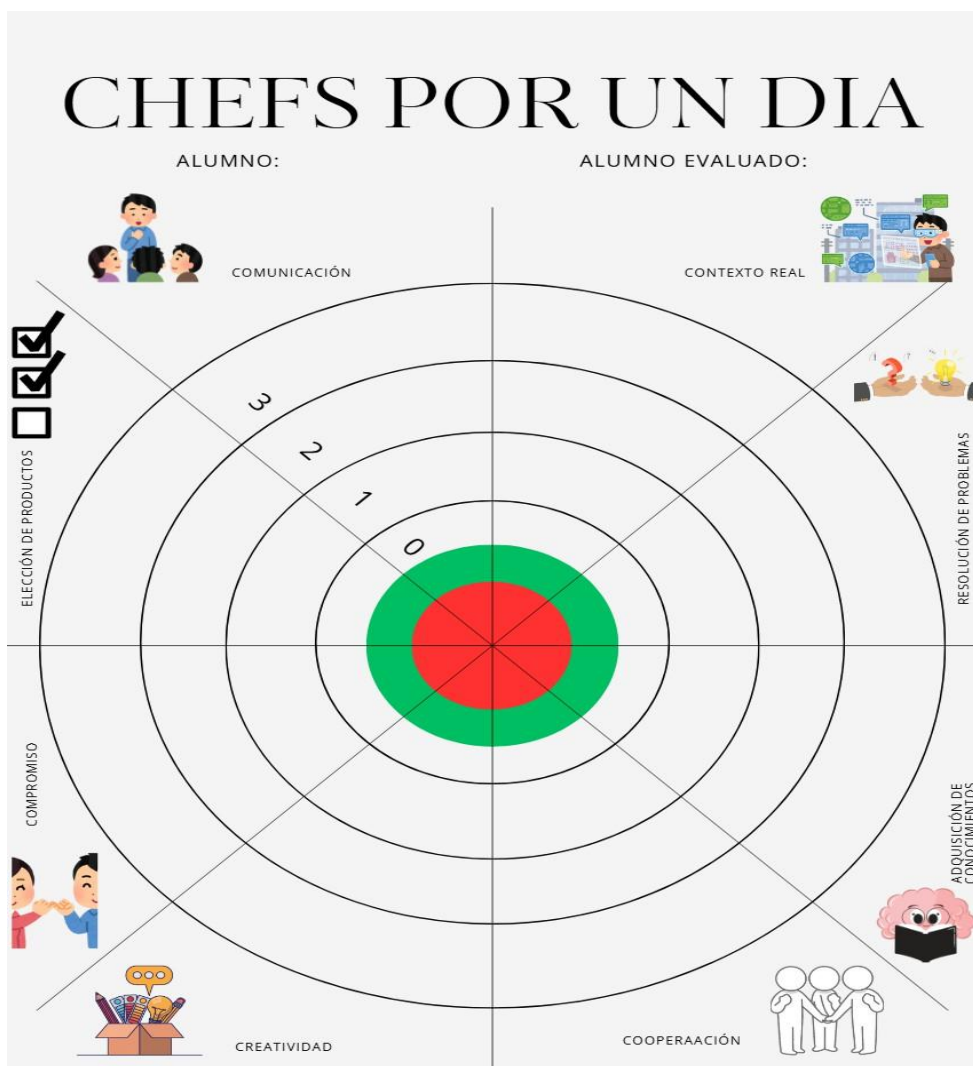 CHEFS POR UN DIA
ALUMNO:
ALUMNO EVALUADO:
COMUNICACIÓN
CONTEXTO REAL
ELECCIÓN DE PRODUCTOS
RESOLUCIÓN DE PROBLEMAS
3
2
1
0
COMPROMISO
ADQUISICIÓN DE
CONOCIMIENTOS
CREATIVIDAD
COOPERAACIÓN